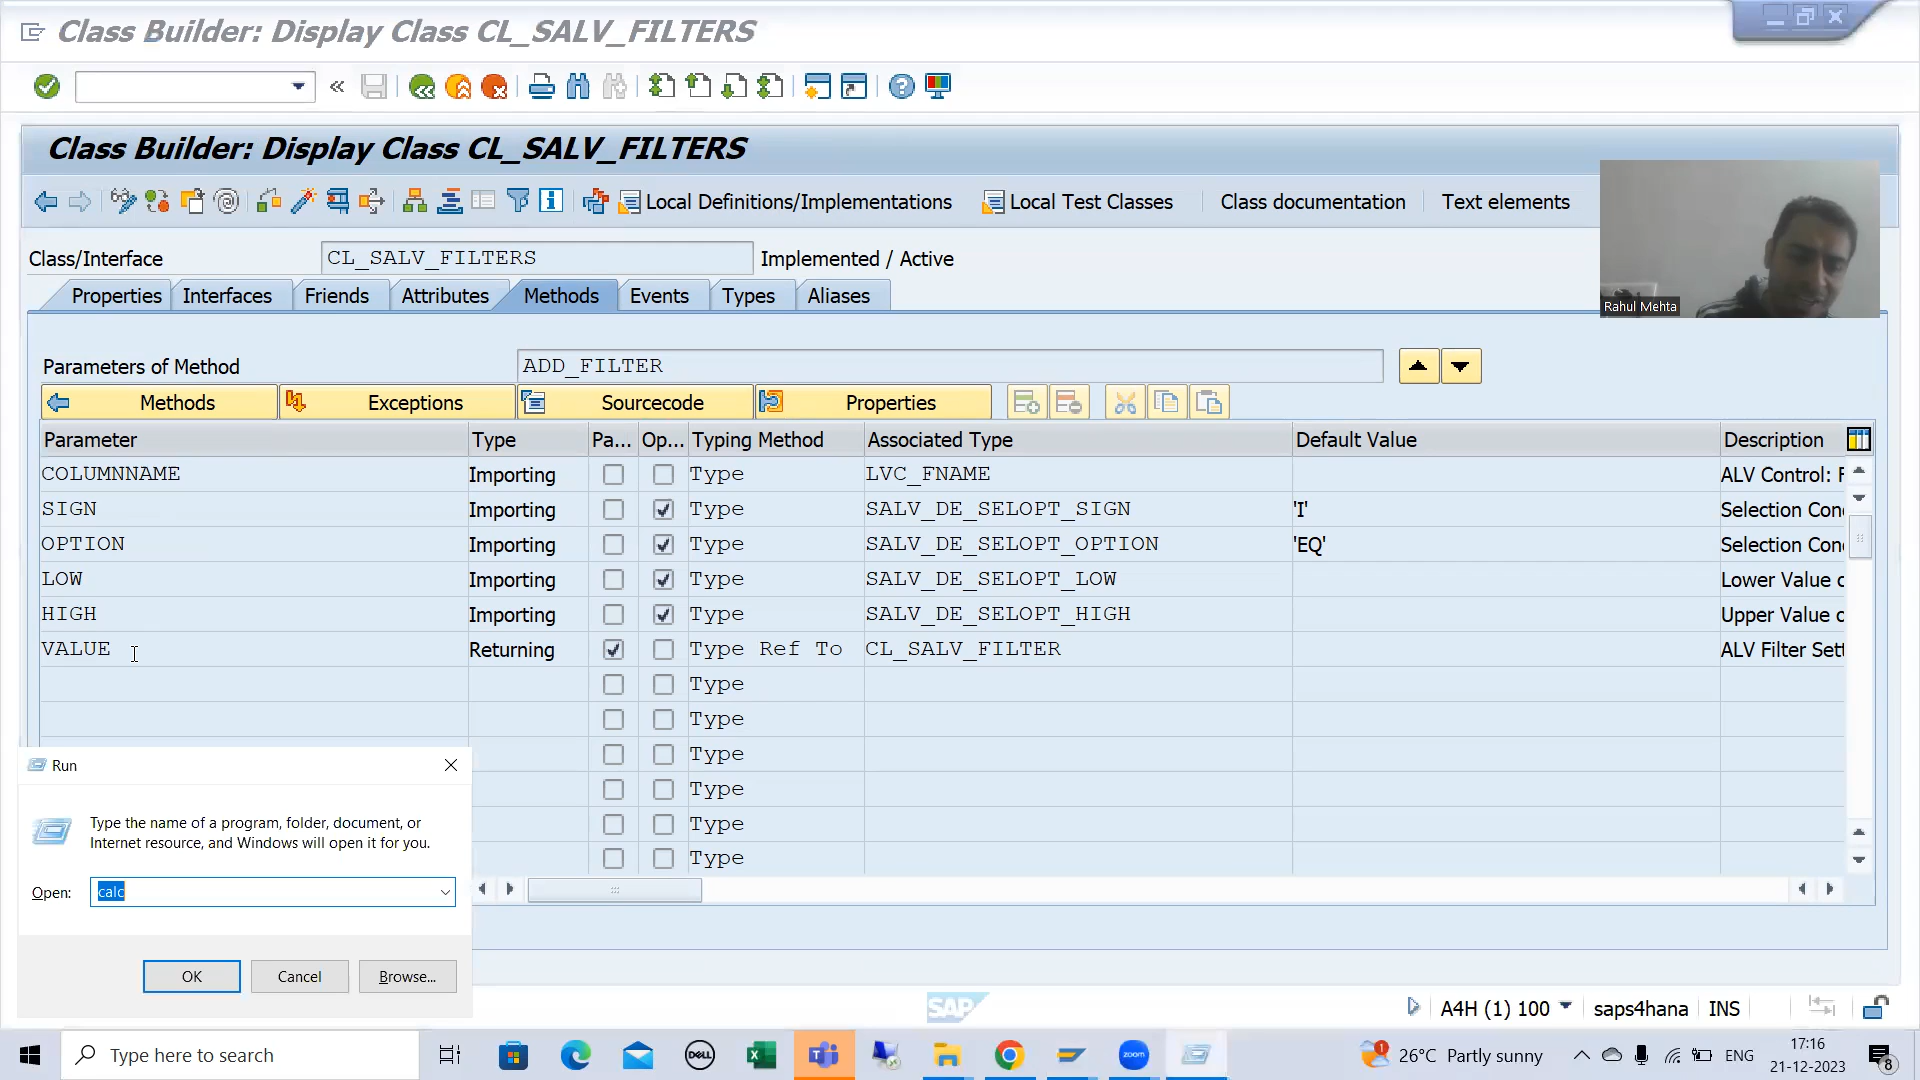 Class Builder: Display Class CL_SALV_FILTERS
Class Builder: Display Class CL_SALV_FILTERS
Local Definitions/Implementations Local Test Classes Class documentation Text elements
Class/Interface CL_SALV_FILTERS Implemented / Active
Properties Interfaces Friends Attributes Methods Events Types Aliases
Rahul Mehta
Parameters of Method ADD_FILTER
Methods Exceptions Sourcecode Properties
Parameter Type Pa... Op... Typing Method Associated Type Default Value Description
COLUMNNAME Importing Type LVC_FNAME ALV Control: F
SIGN Importing Type SALV_DE_SELOPT_SIGN 'I' Selection Con
OPTION Importing Type SALV_DE_SELOPT_OPTION 'EQ' Selection Con
LOW Importing Type SALV_DE_SELOPT_LOW Lower Value o
HIGH Importing Type SALV_DE_SELOPT_HIGH Upper Value o
VALUE Returning Type Ref To CL_SALV_FILTER ALV Filter Sett
Type
Type
Type
Type
Type
Type
Run
Type the name of a program, folder, document, or
Internet resource, and Windows will open it for you.
Open: calc
OK Cancel Browse...
SAP
A4H (1) 100 saps4hana INS
Type here to search
DELL
zoom
1
26°C Partly sunny
ENG
17:16
21-12-2023
8